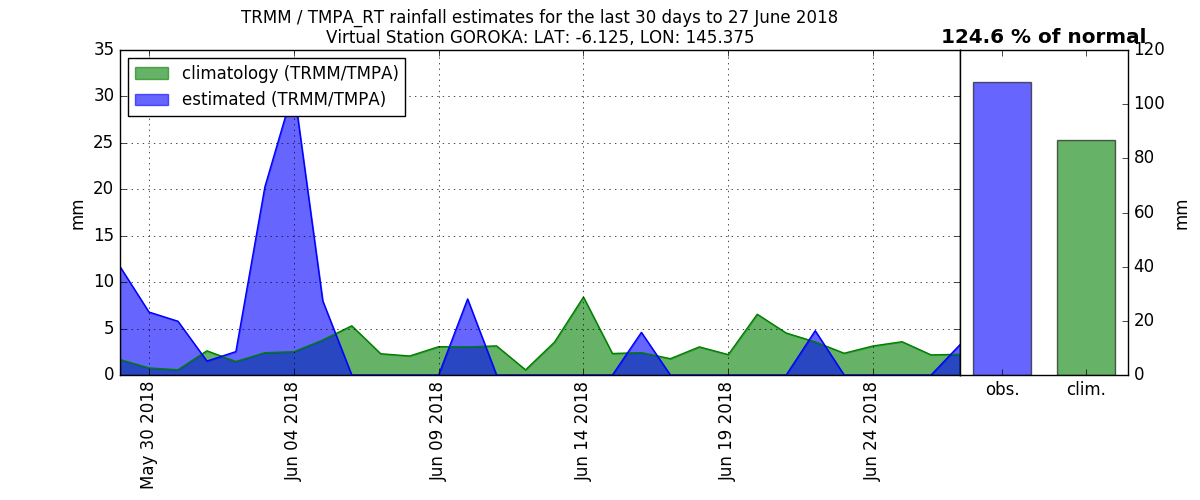 TRMM / TMPA_RT rainfall estimates for the last 30 days to 27 June 2018
Virtual Station GOROKA: LAT: -6.125, LON: 145.375
124.6 % of normal
climatology (TRMM/TMPA)
estimated (TRMM/TMPA)
35
30
25
20
15
10
5
0
mm
May 30 2018
Jun 04 2018
Jun 09 2018
Jun 14 2018
Jun 19 2018
Jun 24 2018
obs.
clim.
120
100
80
60
40
20
0
mm